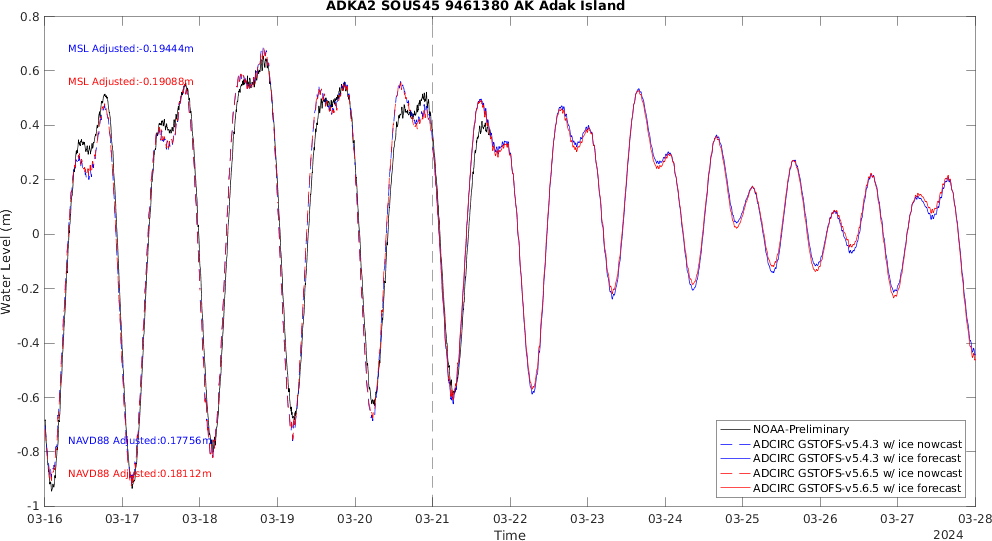 ADKA2 SOUS45 9461380 AK Adak Island
0.8
0.6
0.4
0.2
0
-0.2
-0.4
-0.6
-0.8
-1
Water Level (m)
MSL Adjusted:-0.19444m
MSL Adjusted:-0.19088m
NAVD88 Adjusted:0.17756m
NAVD88 Adjusted:0.18112m
NOAA-Preliminary
ADCIRC GSTOFS-v5.4.3 w/ ice nowcast
ADCIRC GSTOFS-v5.4.3 w/ ice forecast
ADCIRC GSTOFS-v5.6.5 w/ ice nowcast
ADCIRC GSTOFS-v5.6.5 w/ ice forecast
03-16 03-17 03-18 03-19 03-20 03-21 03-22 03-23 03-24 03-25 03-26 03-27 03-28
Time
2024